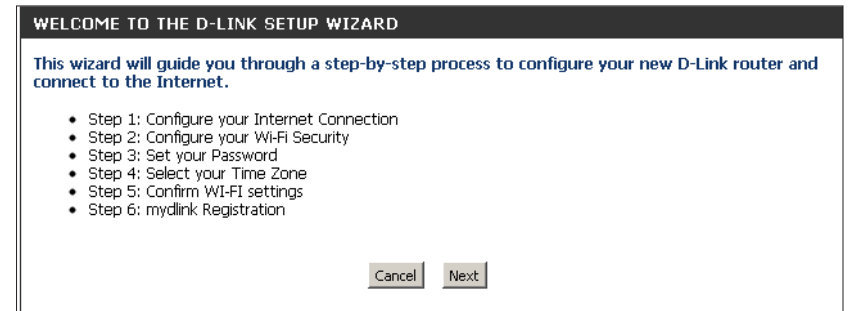 WELCOME TO THE D-LINK SETUP WIZARD
This wizard will guide you through a step-by-step process to configure your new D-Link router and
connect to the Internet.
• Step 1: Configure your Internet Connection
• Step 2: Configure your Wi-Fi Security
• Step 3: Set your Password
• Step 4: Select your Time Zone
• Step 5: Confirm WI-FI settings
• Step 6: mydlink Registration
Cancel Next